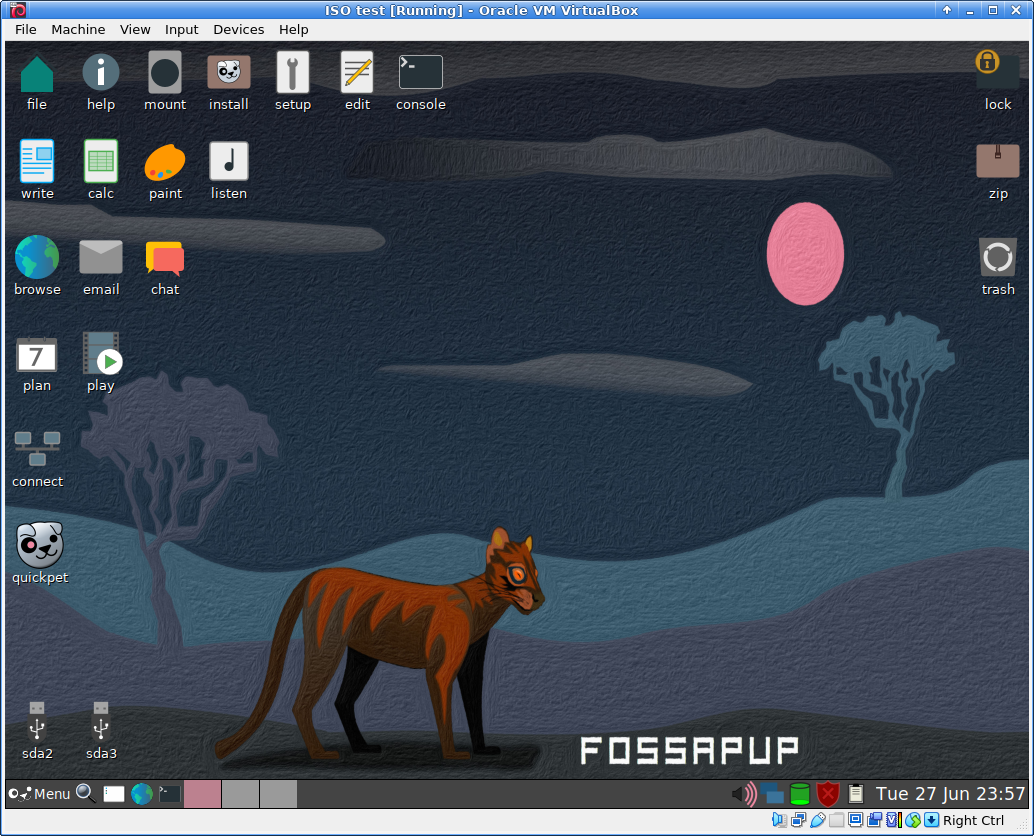 ISO test [Running] - Oracle VM VirtualBox
File Machine View Input Devices Help
file help mount install setup edit console lock
write calc paint listen zip
browse email chat trash
7
plan play
connect
quickpet
sda2 sda3
FOSSAPUP
Menu Tue 27 Jun 23:57
Right Ctrl